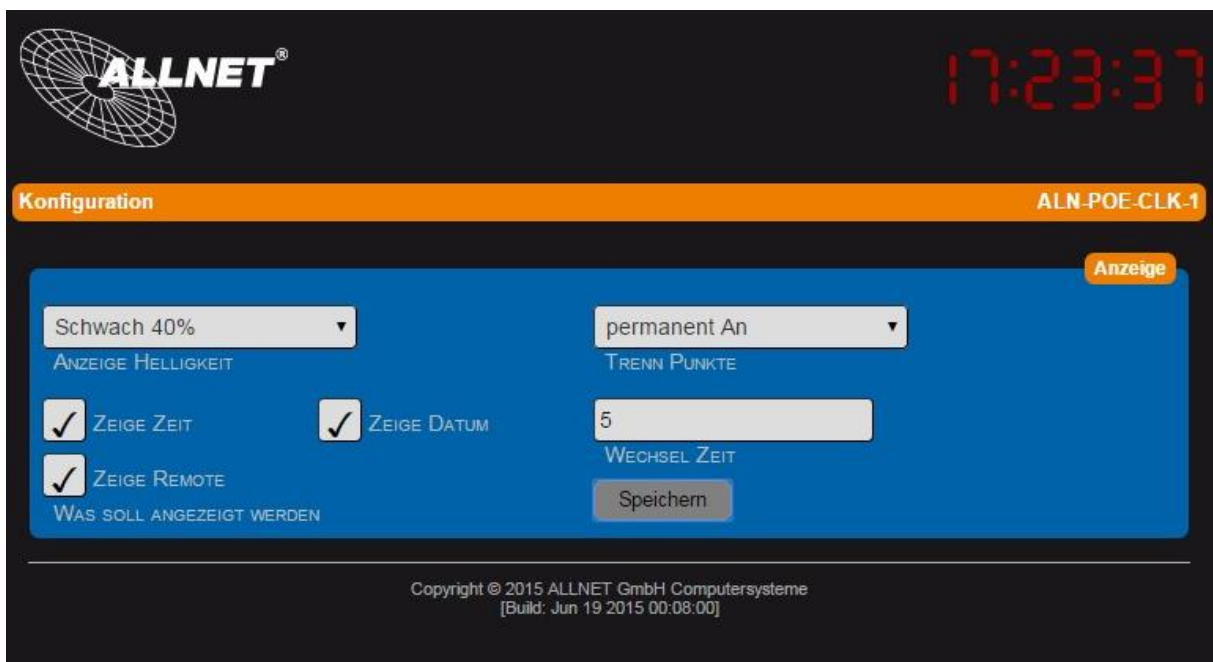 ALLNET®
17:23:37
Konfiguration
ALN-POE-CLK-1
Anzeige
Schwach 40%
Anzeige Helligkeit
permanent An
Trenn Punkte
Zeige Zeit
Zeige Datum
5
Wechsel Zeit
Zeige Remote
Was soll angezeigt werden
Speichern
Copyright © 2015 ALLNET GmbH Computersysteme
[Build: Jun 19 2015 00:08:00]